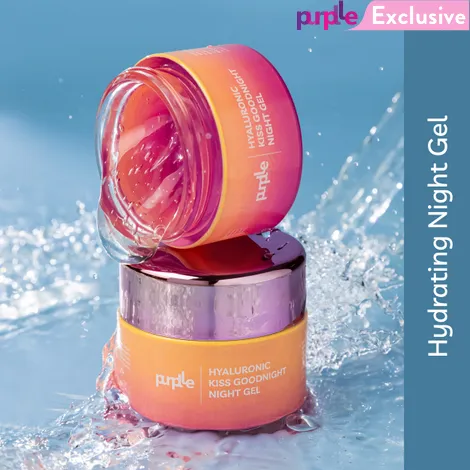 purplle Exclusive
HYALURONIC
KISS GOODNIGHT
NIGHT GEL
purplle
Hydrating Night Gel
purplle
HYALURONIC
KISS GOODNIGHT
NIGHT GEL